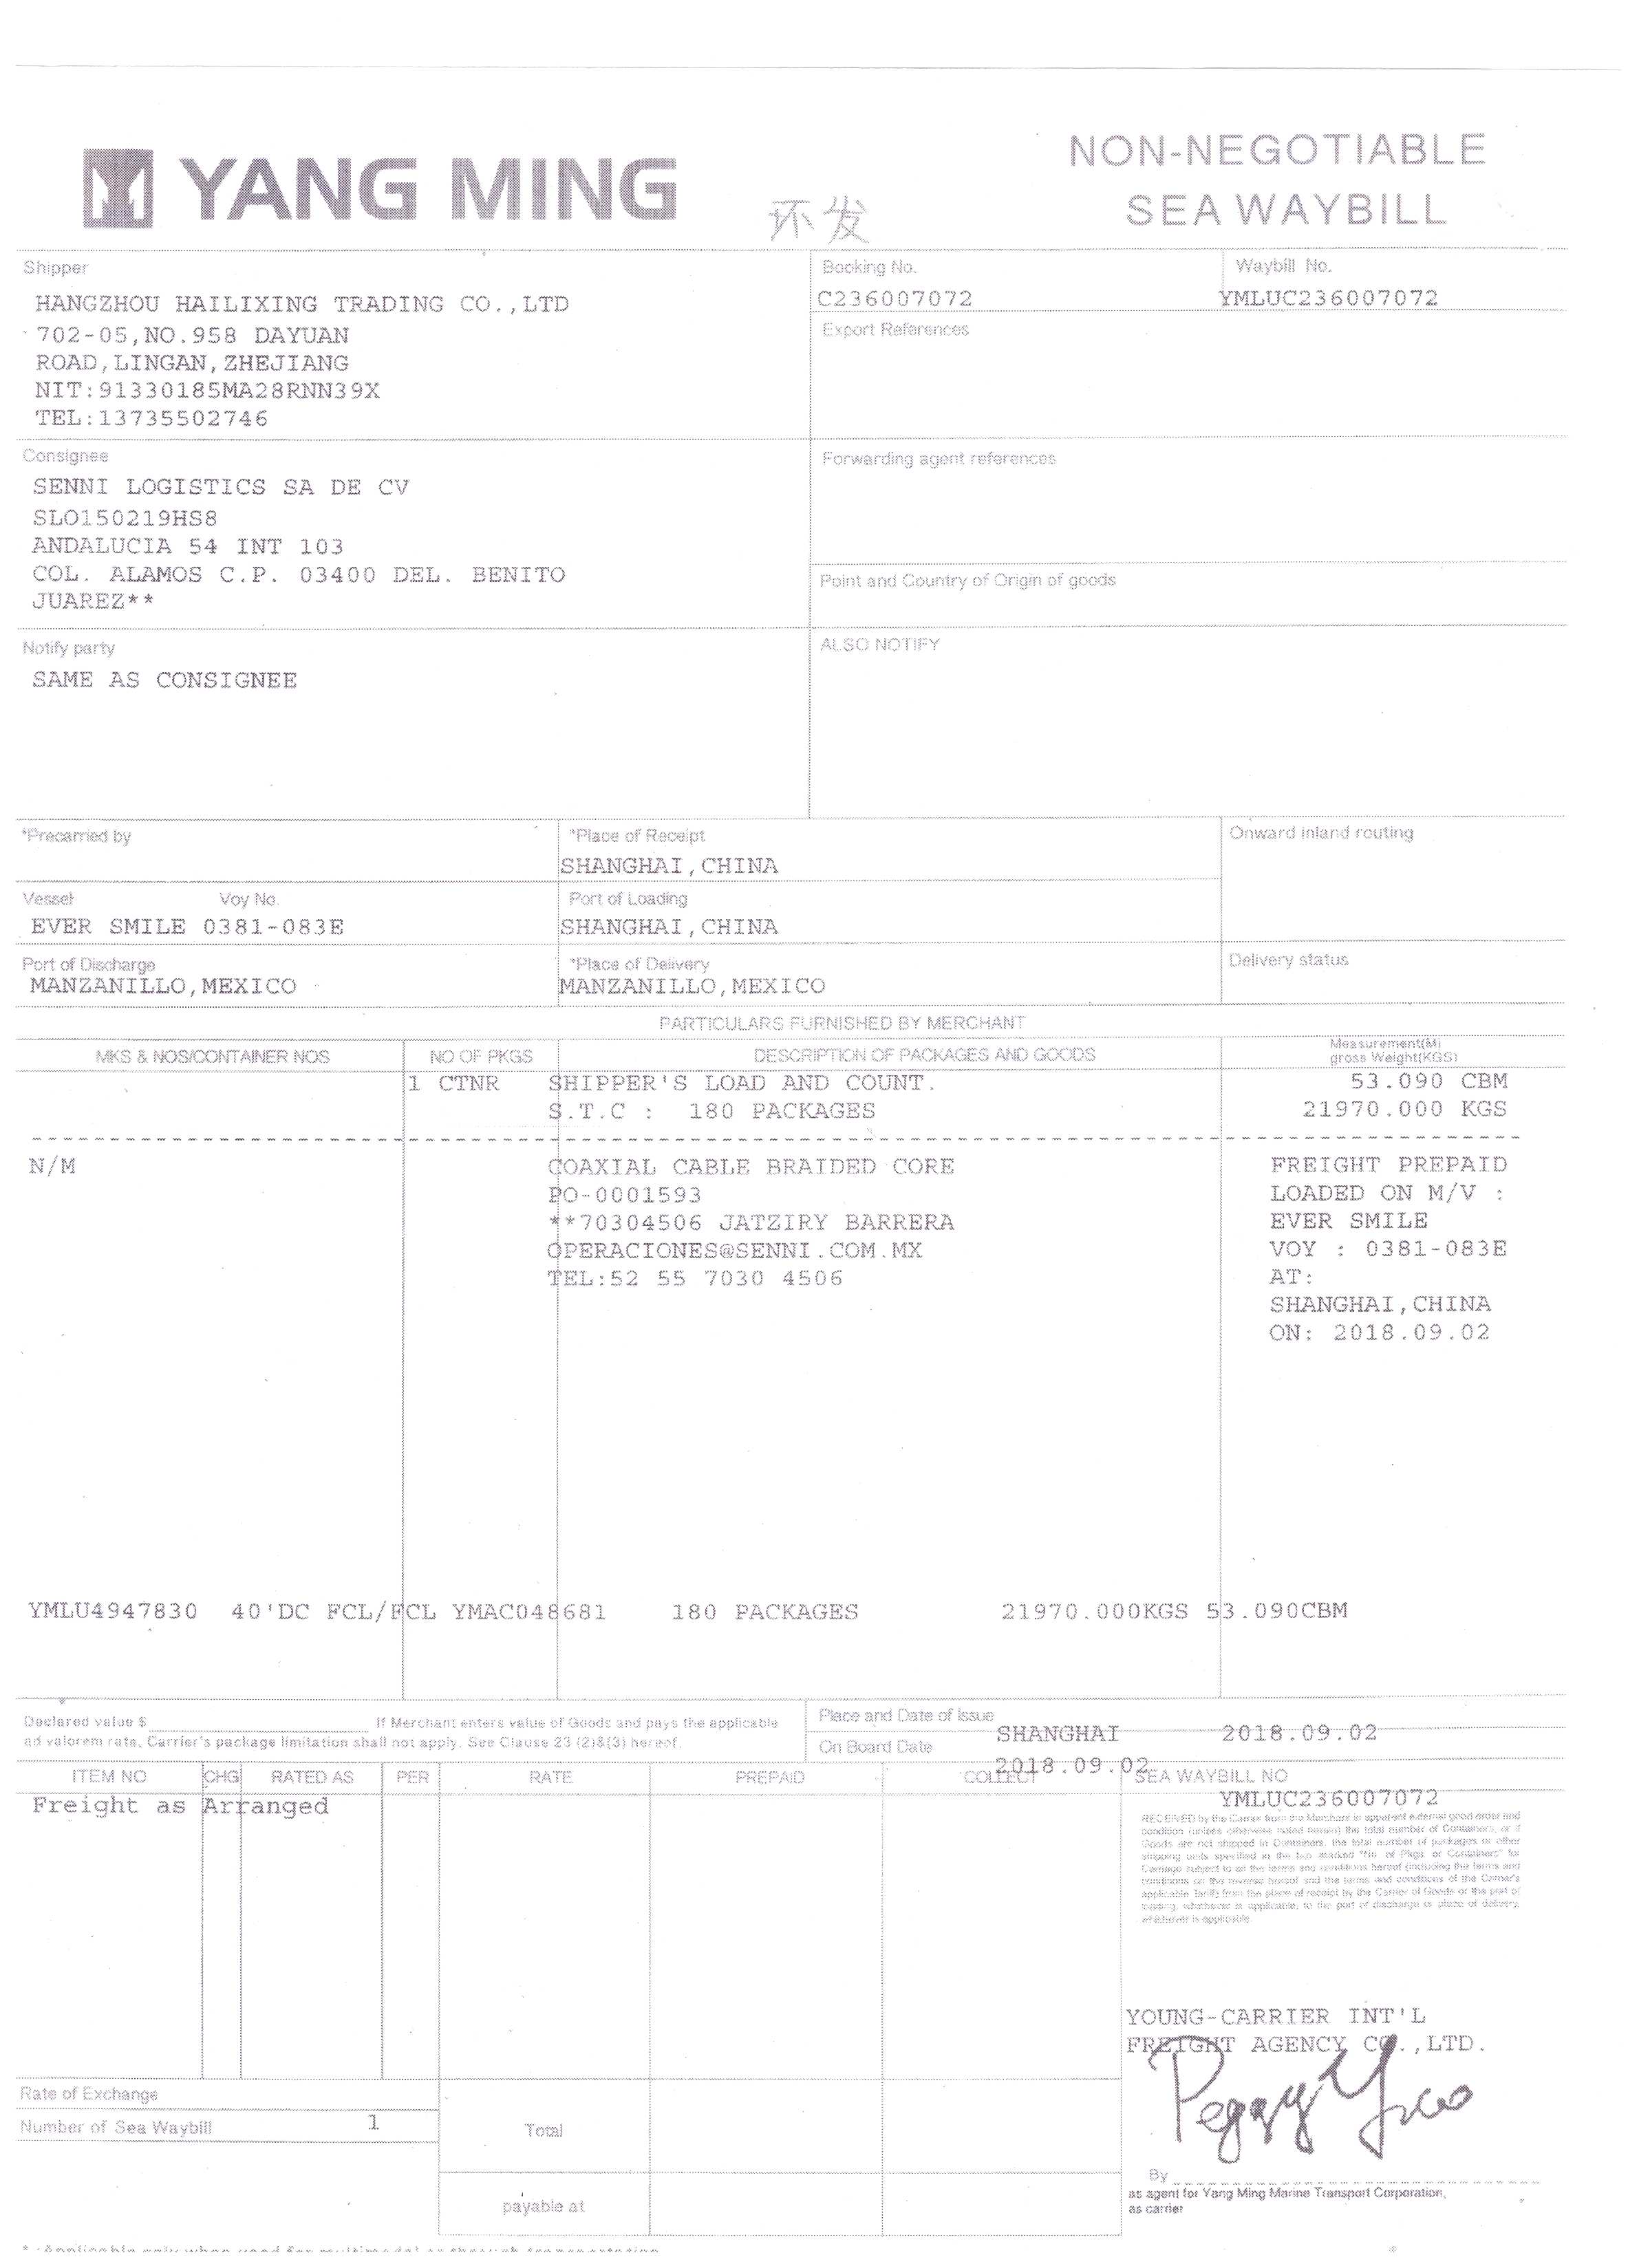 YANG MING
环发
NON-NEGOTIABLE
SEA WAYBILL
Shipper
HANGZHOU HAILIXING TRADING CO.,LTD
702-05,NO.958 DAYUAN
ROAD,LINGAN,ZHEJIANG
NIT:91330185MA28RNN39X
TEL:13735502746
Booking No.
C236007072
Waybill No.
YMLUC236007072
Export References
Consignee
SENNI LOGISTICS SA DE CV
SLO150219HS8
ANDALUCIA 54 INT 103
COL. ALAMOS C.P. 03400 DEL. BENITO
JUAREZ**
Forwarding agent references
Point and Country of Origin of goods
Notify party
SAME AS CONSIGNEE
ALSO NOTIFY
*Precarried by
*Place of Receipt
SHANGHAI,CHINA
Onward inland routing
Vessel Voy No.
EVER SMILE 0381-083E
Port of Loading
SHANGHAI,CHINA
Port of Discharge
MANZANILLO,MEXICO
*Place of Delivery
MANZANILLO,MEXICO
Delivery status
PARTICULARS FURNISHED BY MERCHANT
MKS & NOS/CONTAINER NOS NO OF PKGS DESCRIPTION OF PACKAGES AND GOODS Measurement(M)
gross Weight(KGS)
1 CTNR SHIPPER'S LOAD AND COUNT. 53.090 CBM
S.T.C : 180 PACKAGES 21970.000 KGS
N/M COAXIAL CABLE BRAIDED CORE FREIGHT PREPAID
PO-0001593 LOADED ON M/V :
**70304506 JATZIRY BARRERA EVER SMILE
OPERACIONES@SENNI.COM.MX VOY : 0381-083E
TEL:52 55 7030 4506 AT:
SHANGHAI,CHINA
ON: 2018.09.02
YMLU4947830 40'DC FCL/FCL YMAC048681 180 PACKAGES 21970.000KGS 53.090CBM
Declared value $ If Merchant enters value of Goods and pays the applicable
ad valorem rate, Carrier's package limitation shall not apply. See Clause 23 (2)&(3) hereof.
Place and Date of Issue SHANGHAI 2018.09.02
On Board Date 2018.09.02
ITEM NO CHG RATED AS PER RATE PREPAID COLLECT
SEA WAYBILL NO
YMLUC236007072
Freight as Arranged
RECEIVED by the Carrier from the Merchant in apparent external good order and
condition (unless otherwise noted herein) the total number of Containers, or if
Goods are not shipped in Containers, the total number of packages or other
shipping units specified in the box marked "No. of Pkgs. or Containers" for
Carriage subject to all the terms and conditions hereof (including the terms and
conditions on the reverse hereof and the terms and conditions of the Carrier's
applicable Tariff) from the place of receipt by the Carrier of Goods or the port of
loading, whichever is applicable, to the port of discharge or place of delivery,
whichever is applicable.
YOUNG-CARRIER INT'L
FREIGHT AGENCY CO.,LTD.
Rate of Exchange
Number of Sea Waybill 1
Total
payable at
Peggy
By
as agent for Yang Ming Marine Transport Corporation,
as carrier
* :Applicable only when used for multimodal or through transportation